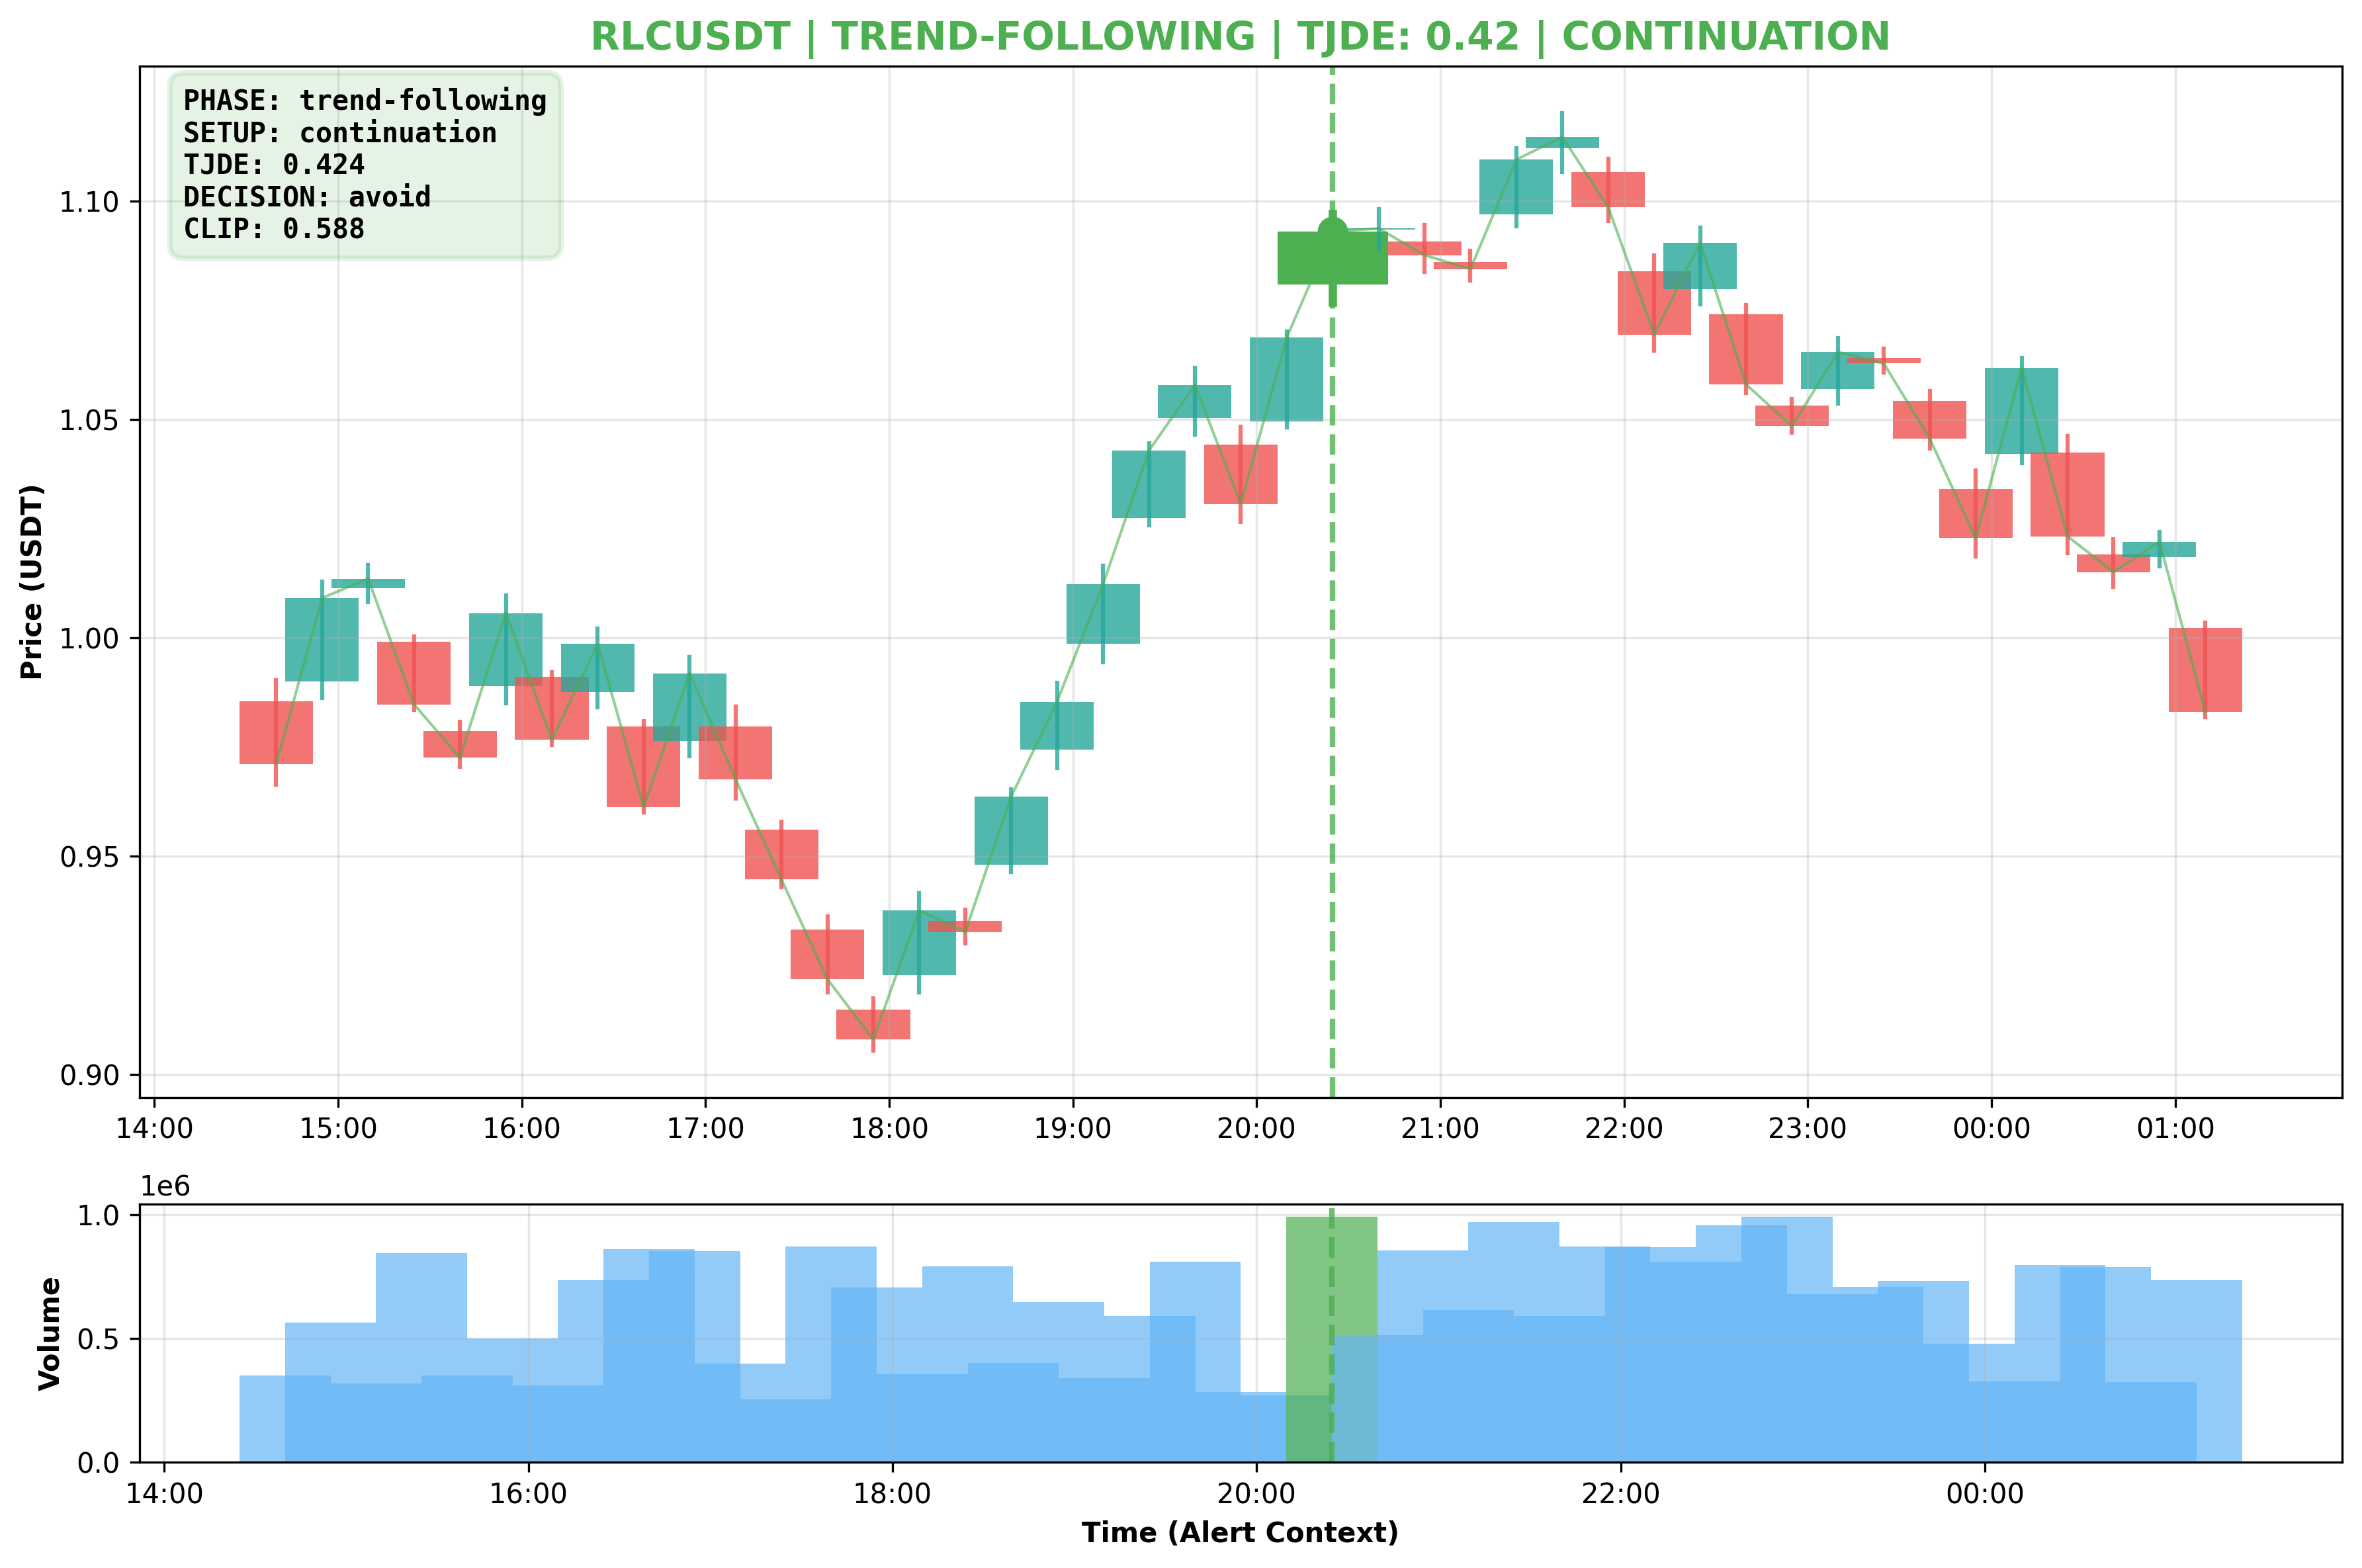 RLCUSDT | TREND-FOLLOWING | TJDE: 0.42 | CONTINUATION
PHASE: trend-following
SETUP: continuation
TJDE: 0.424
DECISION: avoid
CLIP: 0.588
Price (USDT)
1.10
1.05
1.00
0.95
0.90
14:00 15:00 16:00 17:00 18:00 19:00 20:00 21:00 22:00 23:00 00:00 01:00
1e6
Volume
1.0
0.5
0.0
14:00 16:00 18:00 20:00 22:00 00:00
Time (Alert Context)